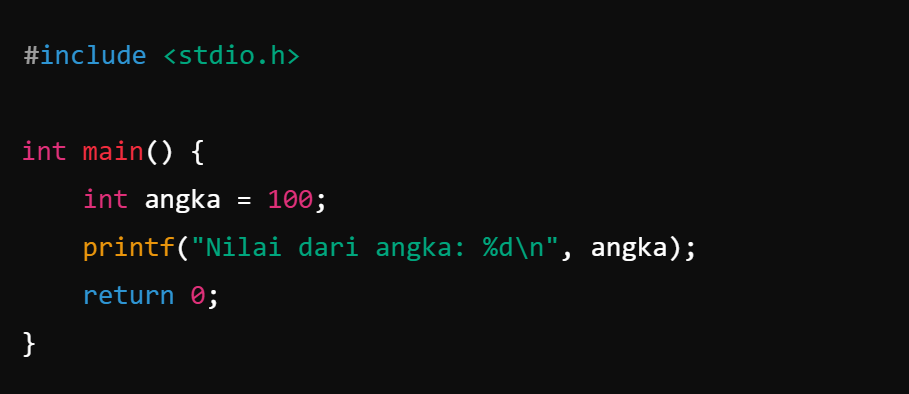 #include <stdio.h>
int main() {
    int angka = 100;
    printf("Nilai dari angka: %d\n", angka);
    return 0;
}